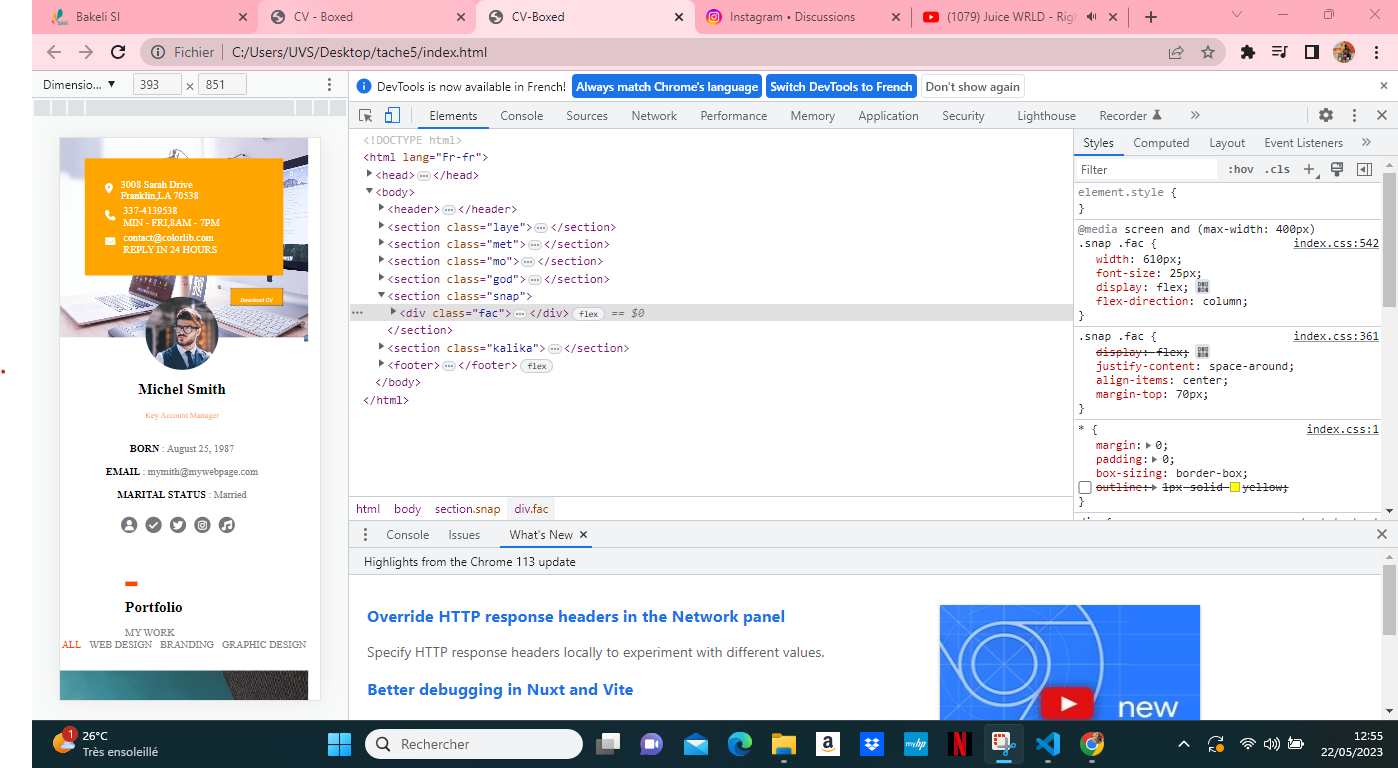 Bakeli SI
CV - Boxed
CV-Boxed
Instagram • Discussions
(1079) Juice WRLD - Righ
Fichier
C:/Users/UVS/Desktop/tache5/index.html
Dimensio... ▼
393 × 851
DevTools is now available in French!
Always match Chrome's language
Switch DevTools to French
Don't show again
Elements
Console
Sources
Network
Performance
Memory
Application
Security
Lighthouse
Recorder
<!DOCTYPE html>
<html lang="Fr-fr">
<head>…</head>
<body>
<header>…</header>
<section class="laye">…</section>
<section class="met">…</section>
<section class="mo">…</section>
<section class="god">…</section>
<section class="snap">
<div class="fac">…</div> flex == $0
</section>
<section class="kalika">…</section>
<footer>…</footer> flex
</body>
</html>
html body section.snap div.fac
Styles
Computed
Layout
Event Listeners
Filter
:hov .cls
element.style {
}
@media screen and (max-width: 400px)
.snap .fac { index.css:542
width: 610px;
font-size: 25px;
display: flex;
flex-direction: column;
}
.snap .fac { index.css:361
display: flex;
justify-content: space-around;
align-items: center;
margin-top: 70px;
}
* { index.css:1
margin: 0;
padding: 0;
box-sizing: border-box;
outline: 1px solid yellow;
}
3008 Sarah Drive
Franklin,LA 70538
337-4139538
MIN - FRI,8AM - 7PM
contact@colorlib.com
REPLY IN 24 HOURS
Download CV
Michel Smith
Key Account Manager
BORN : August 25, 1987
EMAIL : mymith@mywebpage.com
MARITAL STATUS : Married
Portfolio
MY WORK
ALL WEB DESIGN BRANDING GRAPHIC DESIGN
Console
Issues
What's New
Highlights from the Chrome 113 update
Override HTTP response headers in the Network panel
Specify HTTP response headers locally to experiment with different values.
Better debugging in Nuxt and Vite
new
1
26°C
Très ensoleillé
Rechercher
a
myhp
N
12:55
22/05/2023